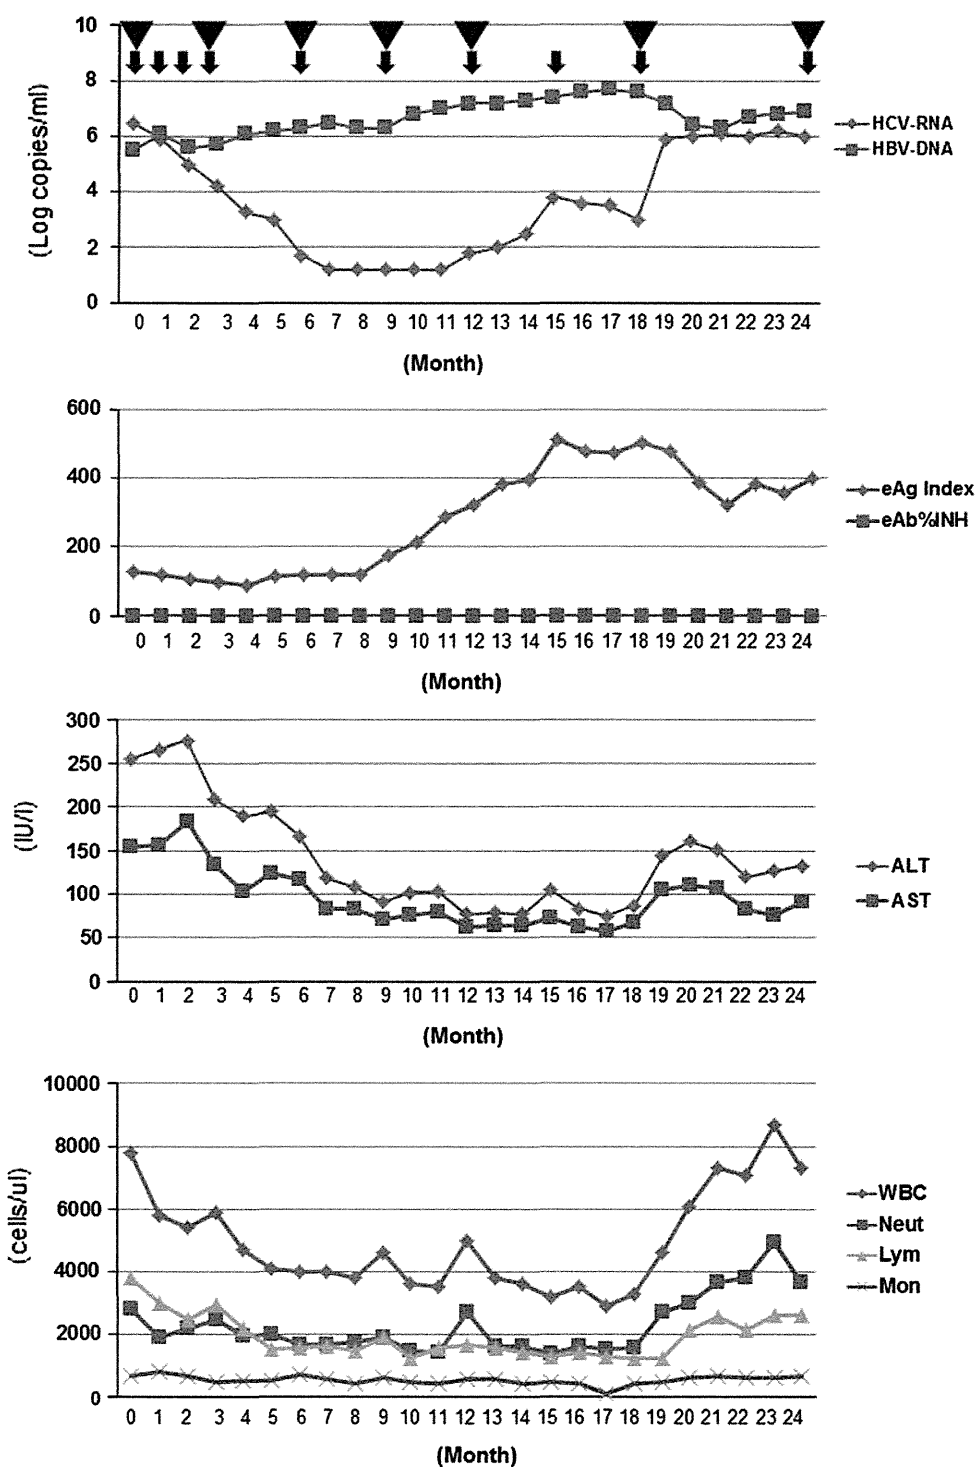 10
8
6
4
2
0
(Log copies/ml)
HCV-RNA
HBV-DNA
0 1 2 3 4 5 6 7 8 9 10 11 12 13 14 15 16 17 18 19 20 21 22 23 24
(Month)
600
400
200
0
eAg Index
eAb%INH
0 1 2 3 4 5 6 7 8 9 10 11 12 13 14 15 16 17 18 19 20 21 22 23 24
(Month)
300
250
200
150
100
50
0
(IU/l)
ALT
AST
0 1 2 3 4 5 6 7 8 9 10 11 12 13 14 15 16 17 18 19 20 21 22 23 24
(Month)
10000
8000
6000
4000
2000
0
(cells/ul)
WBC
Neut
Lym
Mon
0 1 2 3 4 5 6 7 8 9 10 11 12 13 14 15 16 17 18 19 20 21 22 23 24
(Month)